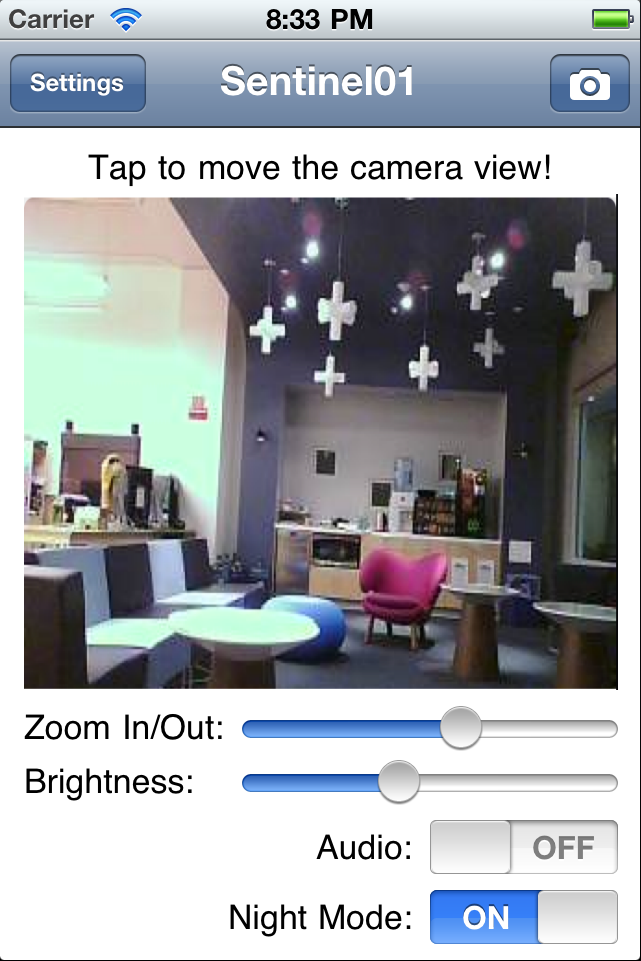 Carrier 8:33 PM
Settings Sentinel01
Tap to move the camera view!
Zoom In/Out:
Brightness:
Audio: OFF
Night Mode: ON